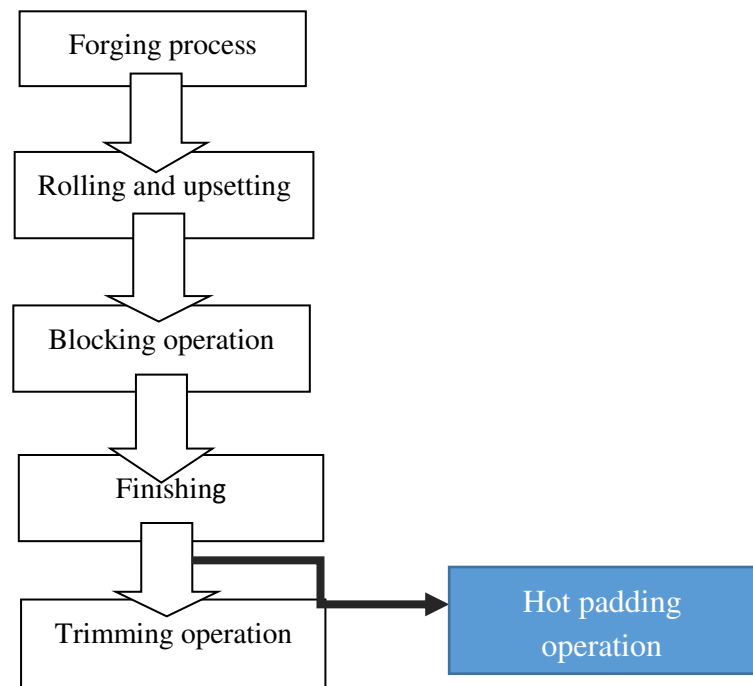 Forging process
Rolling and upsetting
Blocking operation
Finishing
Trimming operation
Hot padding
operation